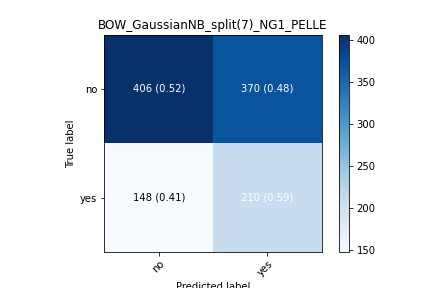 BOW_GaussianNB_split(7)_NG1_PELLE
no
406 (0.52)
370 (0.48)
yes
148 (0.41)
210 (0.59)
True label
no
yes
Predicted label
400
350
300
250
200
150